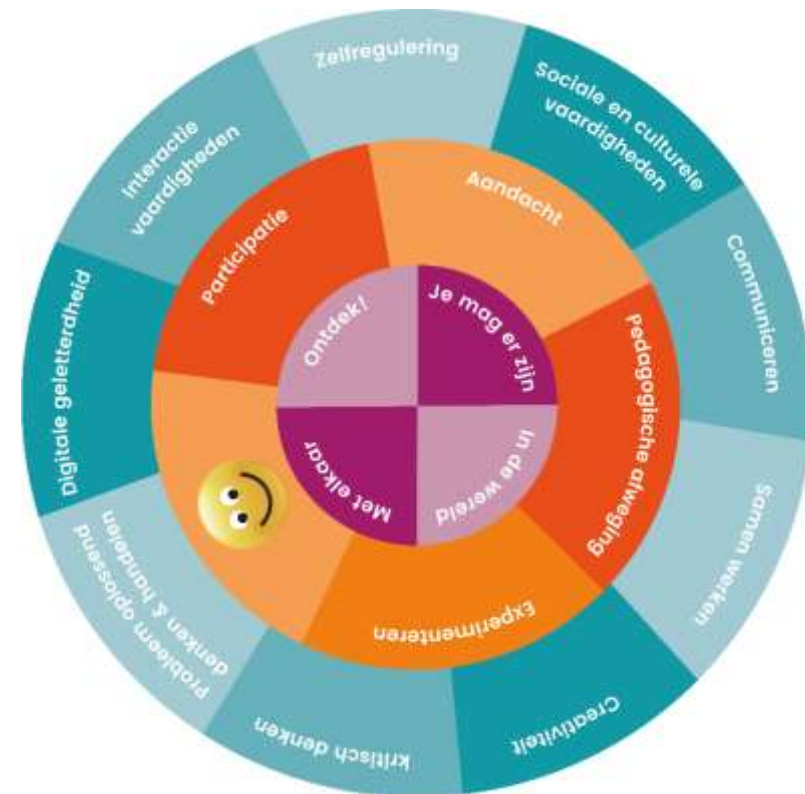 Zelfregulering
Sociale en culturele
vaardigheden
Communiceren
Samen werken
Creativiteit
kritisch denken
Probleem oplossend
denken & handelen
Digitale geletterdheid
Interactie
vaardigheden
Aandacht
Pedagogische afweging
Experimenteren
Participatie
Je mag er zijn
In de wereld
Met elkaar
Ontdek!